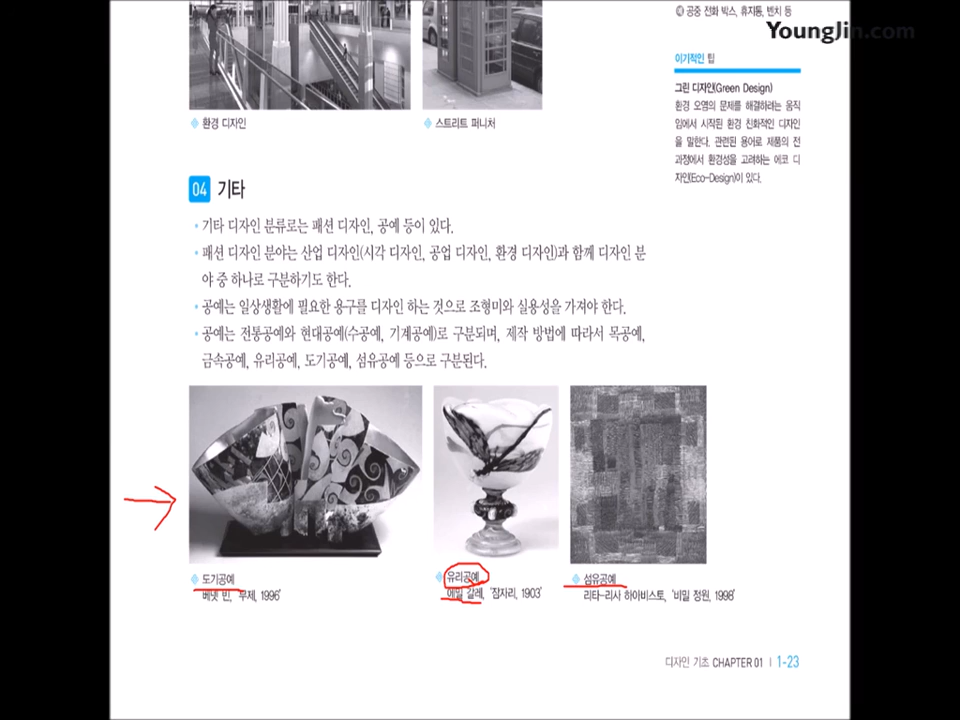 ◎ 공중 전화 박스, 휴지통, 벤치 등
YoungJin.com
이기적인 팁
그린 디자인(Green Design)
환경 오염의 문제를 해결하려는 움직
임에서 시작된 환경 친화적인 디자인
을 말한다. 관련된 용어로 제품의 전
과정에서 환경성을 고려하는 에코 디
자인(Eco-Design)이 있다.
환경 디자인
스트리트 퍼니처
04 기타
• 기타 디자인 분류로는 패션 디자인, 공예 등이 있다.
• 패션 디자인 분야는 산업 디자인(시각 디자인, 공업 디자인, 환경 디자인)과 함께 디자인 분
야 중 하나로 구분하기도 한다.
• 공예는 일상생활에 필요한 용구를 디자인 하는 것으로 조형미와 실용성을 가져야 한다.
• 공예는 전통공예와 현대공예(수공예, 기계공예)로 구분되며, 제작 방법에 따라서 목공예,
금속공예, 유리공예, 도기공예, 섬유공예 등으로 구분된다.
도기공예
베넷 빈, '무제, 1996'
유리공예
에밀 갈레, '잠자리, 1903'
섬유공예
리타-리사 하아비스토, '비밀 정원, 1998'
디자인 기초 CHAPTER 01 | 1-23